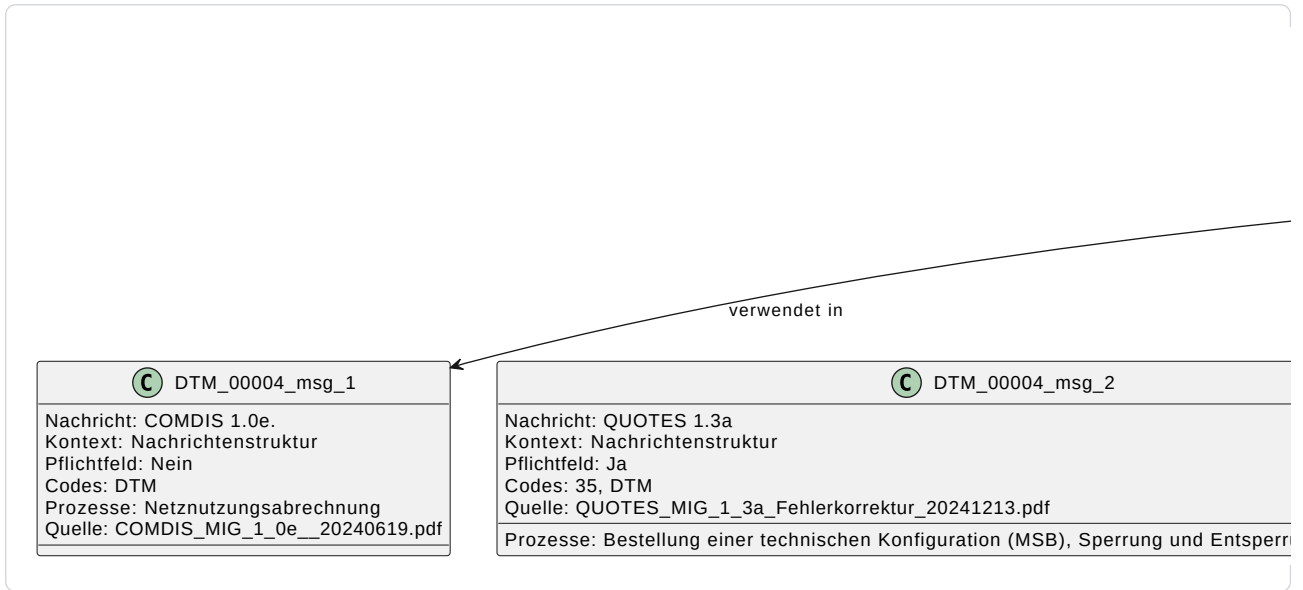 verwendet in
C DTM_00004_msg_1
Nachricht: COMDIS 1.0e.
Kontext: Nachrichtenstruktur
Pflichtfeld: Nein
Codes: DTM
Prozesse: Netznutzungsabrechnung
Quelle: COMDIS_MIG_1_0e__20240619.pdf
C DTM_00004_msg_2
Nachricht: QUOTES 1.3a
Kontext: Nachrichtenstruktur
Pflichtfeld: Ja
Codes: 35, DTM
Quelle: QUOTES_MIG_1_3a_Fehlerkorrektur_20241213.pdf
Prozesse: Bestellung einer technischen Konfiguration (MSB), Sperrung und